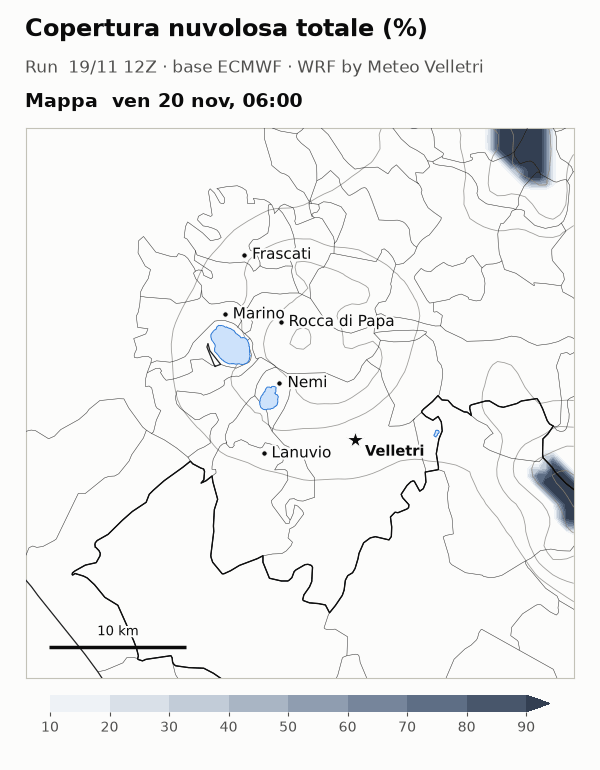 Copertura nuvolosa totale (%)
Run  19/11 12Z · base ECMWF · WRF by Meteo Velletri
Mappa  ven 20 nov, 06:00
Frascati
Marino
Rocca di Papa
Nemi
Velletri
Lanuvio
10 km
10 20 30 40 50 60 70 80 90